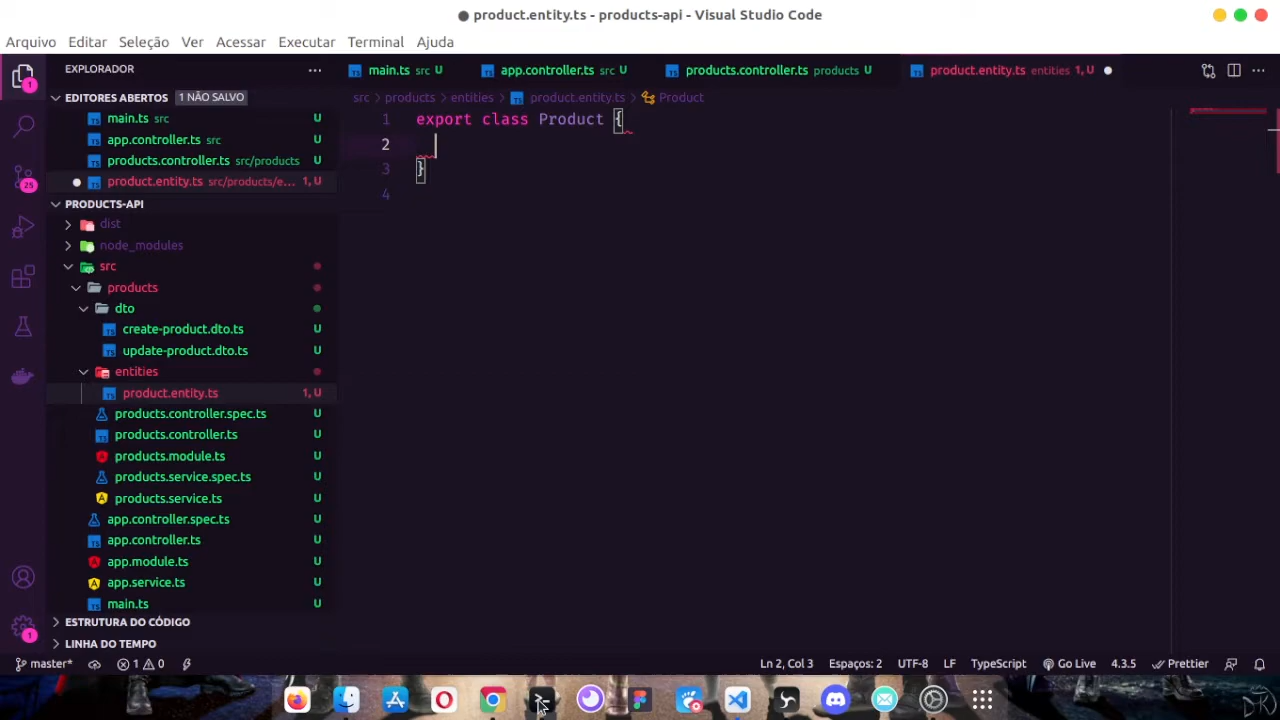 product.entity.ts - products-api - Visual Studio Code
Arquivo Editar Seleção Ver Acessar Executar Terminal Ajuda
EXPLORADOR
main.ts src U app.controller.ts src U products.controller.ts products U product.entity.ts entities 1, U
EDITORES ABERTOS 1 NÃO SALVO
src > products > entities > product.entity.ts > Product
main.ts src U
app.controller.ts src U
products.controller.ts src/products U
product.entity.ts src/products/e... 1, U
1 export class Product {
2
3 }
4
PRODUCTS-API
dist
node_modules
src
products
dto
create-product.dto.ts U
update-product.dto.ts U
entities
product.entity.ts 1, U
products.controller.spec.ts U
products.controller.ts U
products.module.ts U
products.service.spec.ts U
products.service.ts U
app.controller.spec.ts U
app.controller.ts U
app.module.ts U
app.service.ts U
main.ts U
ESTRUTURA DO CÓDIGO
LINHA DO TEMPO
1
25
1
master* 1 0 Ln 2, Col 3 Espaços: 2 UTF-8 LF TypeScript Go Live 4.3.5 Prettier